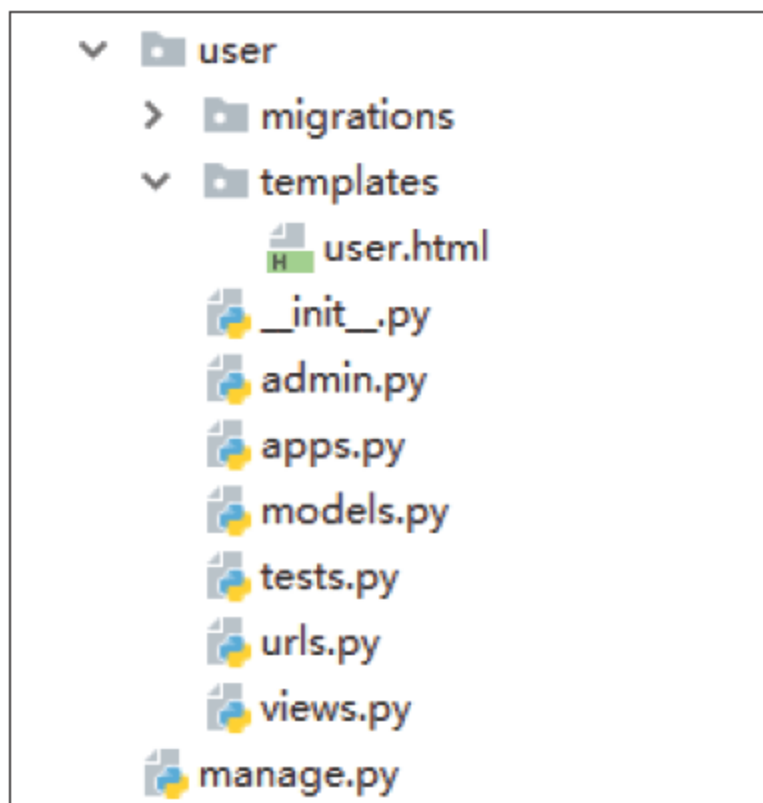 user
migrations
templates
H user.html
__init__.py
admin.py
apps.py
models.py
tests.py
urls.py
views.py
manage.py